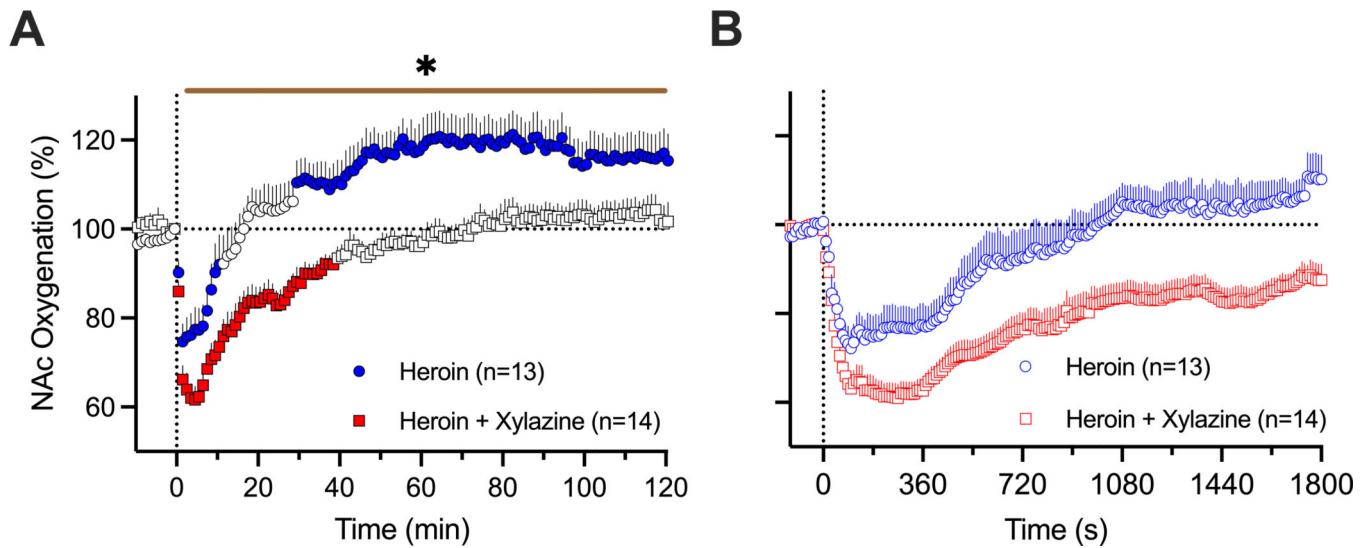 A
B
*
NAc Oxygenation (%)
120
100
80
60
Heroin (n=13)
Heroin + Xylazine (n=14)
0 20 40 60 80 100 120
Time (min)
Heroin (n=13)
Heroin + Xylazine (n=14)
0 360 720 1080 1440 1800
Time (s)